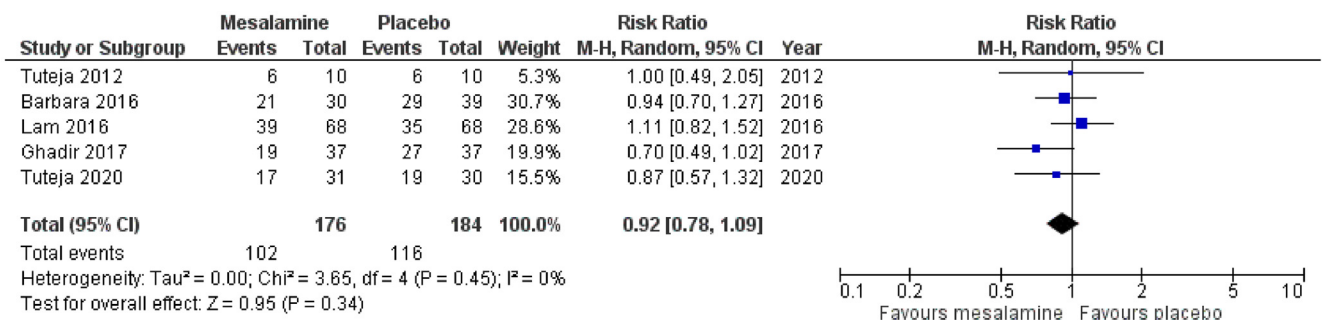 Mesalamine Placebo Risk Ratio Risk Ratio
Study or Subgroup Events Total Events Total Weight M-H, Random, 95% CI Year M-H, Random, 95% CI
Tuteja 2012 6 10 6 10 5.3% 1.00 [0.49, 2.05] 2012
Barbara 2016 21 30 29 39 30.7% 0.94 [0.70, 1.27] 2016
Lam 2016 39 68 35 68 28.6% 1.11 [0.82, 1.52] 2016
Ghadir 2017 19 37 27 37 19.9% 0.70 [0.49, 1.02] 2017
Tuteja 2020 17 31 19 30 15.5% 0.87 [0.57, 1.32] 2020
Total (95% CI) 176 184 100.0% 0.92 [0.78, 1.09]
Total events 102 116
Heterogeneity: Tau² = 0.00; Chi² = 3.65, df = 4 (P = 0.45); I² = 0%
Test for overall effect: Z = 0.95 (P = 0.34)
0.1 0.2 0.5 1 2 5 10
Favours mesalamine Favours placebo